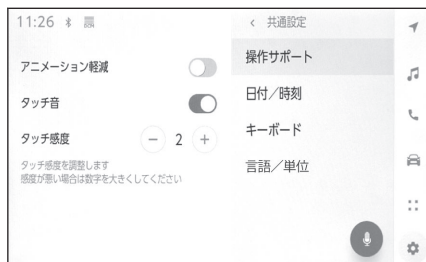 11:26
アニメーション軽減
タッチ音
タッチ感度
− 2 +
タッチ感度を調整します
感度が悪い場合は数字を大きくしてください
< 共通設定
操作サポート
日付／時刻
キーボード
言語／単位